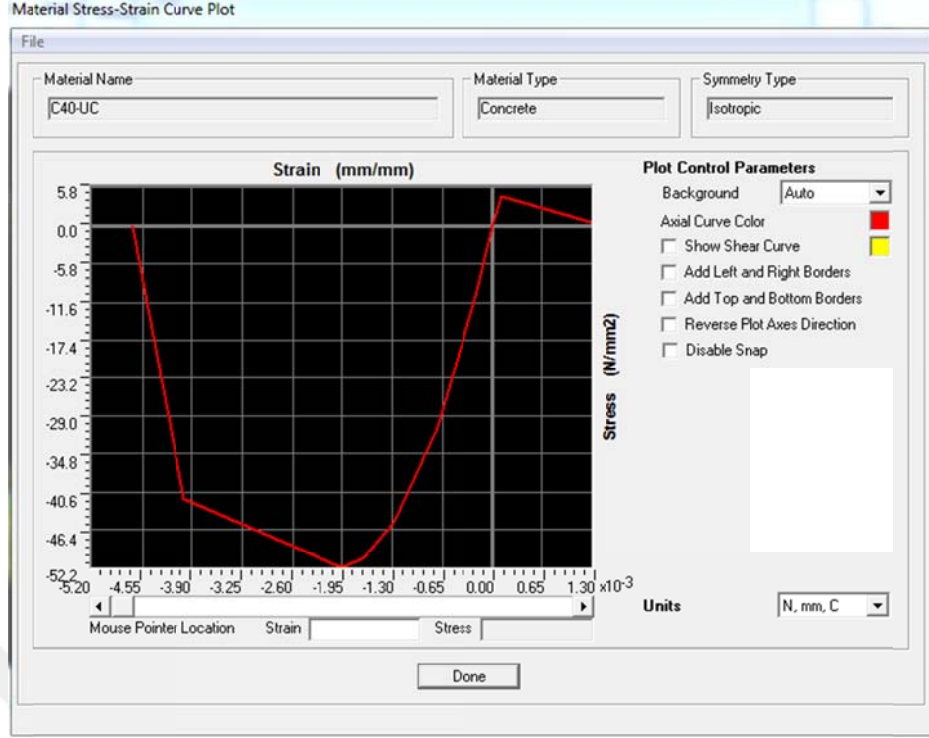 Material Stress-Strain Curve Plot
File
Material Name
C40-UC
Material Type
Concrete
Symmetry Type
Isotropic
Strain (mm/mm)
5.8
0.0
-5.8
-11.6
-17.4
-23.2
-29.0
-34.8
-40.6
-46.4
-52.2
-5.20 -4.55 -3.90 -3.25 -2.60 -1.95 -1.30 -0.65 0.00 0.65 1.30 x10-3
Stress (N/mm2)
Mouse Pointer Location Strain Stress
Plot Control Parameters
Background Auto
Axial Curve Color
Show Shear Curve
Add Left and Right Borders
Add Top and Bottom Borders
Reverse Plot Axes Direction
Disable Snap
Units N, mm, C
Done